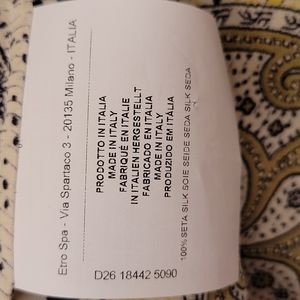 Etro Spa - Via Spartaco 3 - 20135 Milano - ITALIA
PRODOTTO IN ITALIA
MADE IN ITALY
FABRIQUÉ EN ITALIE
IN ITALIEN HERGESTELLT
FABRICADO EN ITALIA
MADE IN ITALY
PRODUZIDO EM ITÁLIA
100% SETA SILK SOIE SEIDE SEDA SILK SEDA
D26 18442 5090